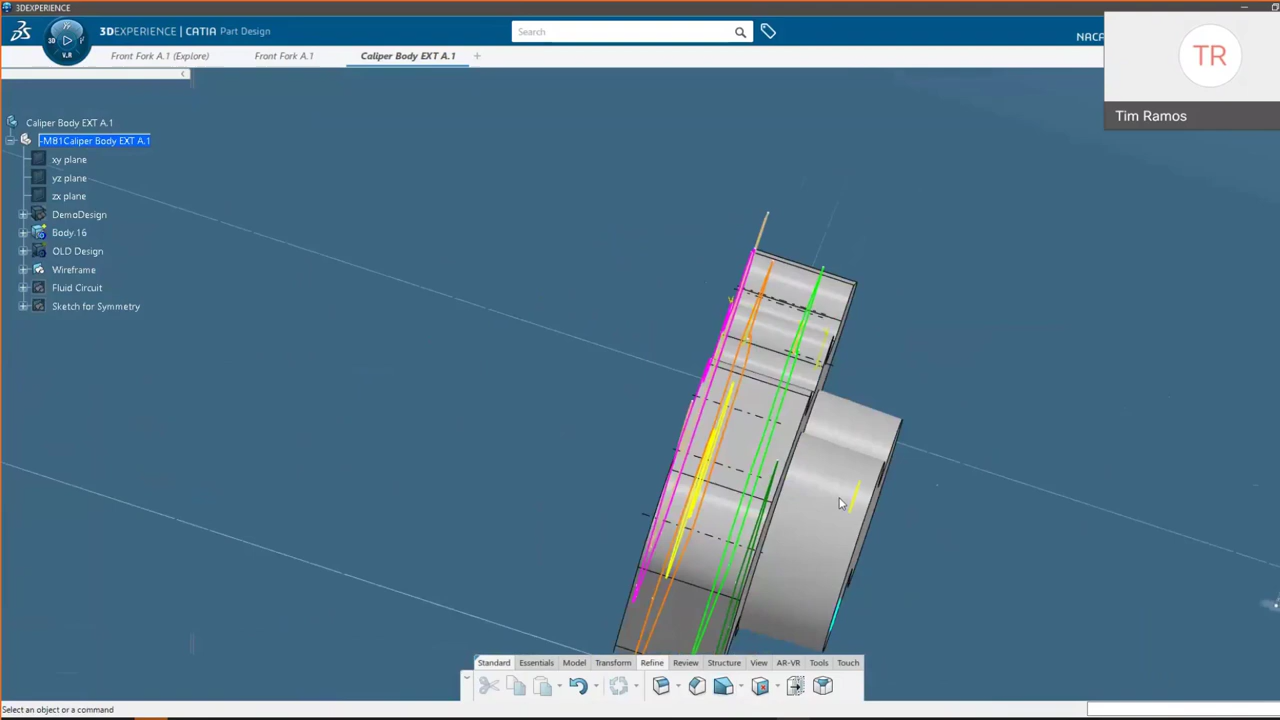 3DEXPERIENCE
3DEXPERIENCE | CATIA Part Design
Search
NACA
3D
V.R
Front Fork A.1 (Explore)
Front Fork A.1
Caliper Body EXT A.1
TR
Tim Ramos
Caliper Body EXT A.1
-MB1Caliper Body EXT A.1
xy plane
yz plane
zx plane
DemoDesign
Body.16
OLD Design
Wireframe
Fluid Circuit
Sketch for Symmetry
Standard Essentials Model Transform Refine Review Structure View AR-VR Tools Touch
Select an object or a command